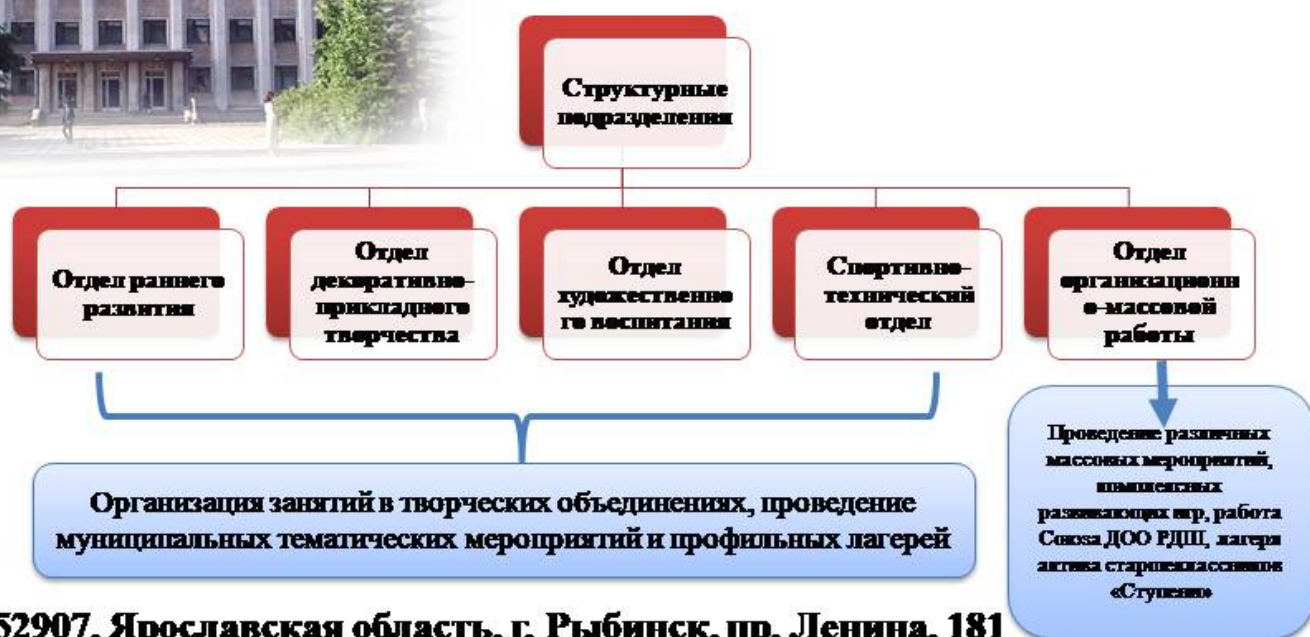 Структурные
подразделения
Отдел раннего
развития
Отдел
декоративно-
прикладного
творчества
Отдел
художественно
го воспитания
Спортивно-
технический
отдел
Отдел
организационн
о-массовой
работы
Организация занятий в творческих объединениях, проведение
муниципальных тематических мероприятий и профильных лагерей
Проведение различных
массовых мероприятий,
комплексных
развивающих игр, работа
Союза ДОО РДШ, лагеря
актива старшеклассников
«Ступени»
52907, Ярославская область, г. Рыбинск, пр. Ленина, 181